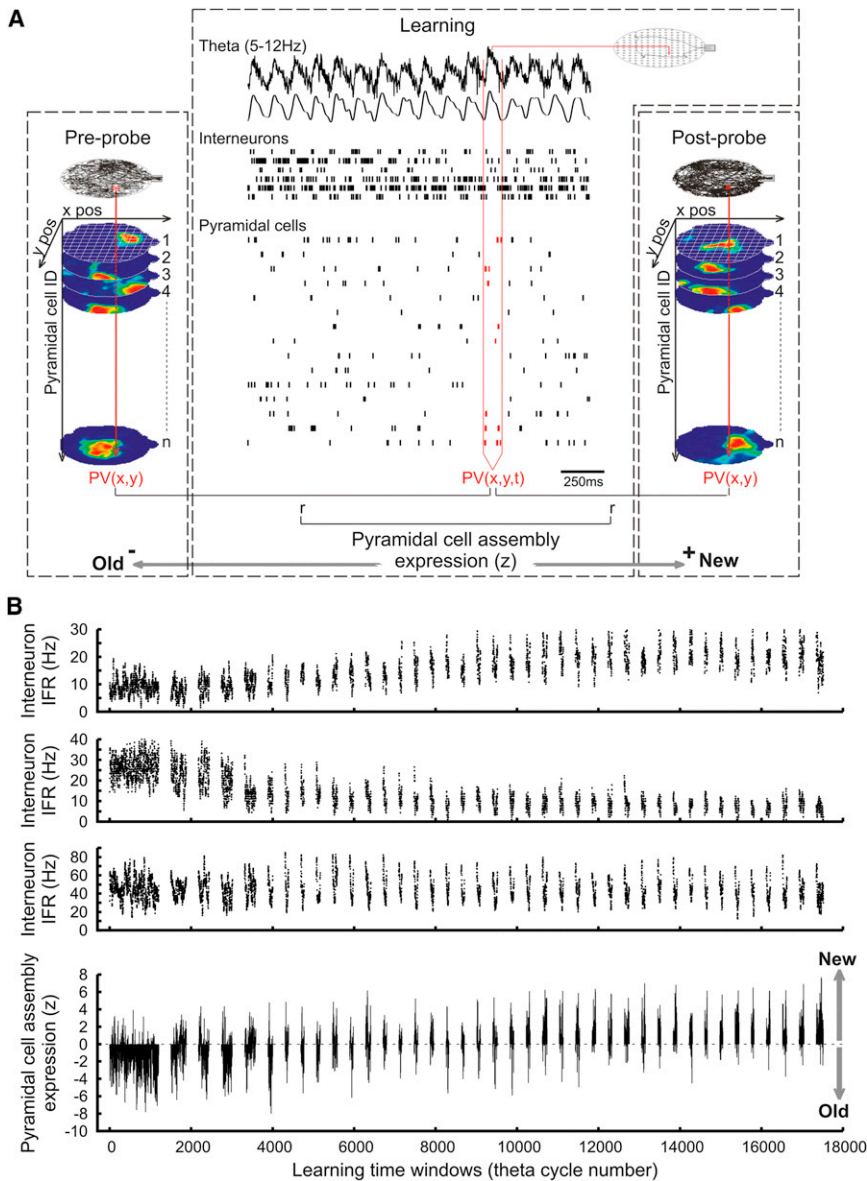 A
Learning
Theta (5-12Hz)
Pre-probe
x pos
y pos
1
2
3
4
n
Pyramidal cell ID
PV(x,y)
Interneurons
Pyramidal cells
PV(x,y,t)
250ms
Post-probe
x pos
y pos
1
2
3
4
n
Pyramidal cell ID
PV(x,y)
r
r
Pyramidal cell assembly
expression (z)
Old -
+ New
B
Interneuron
IFR (Hz)
30
20
10
0
Interneuron
IFR (Hz)
40
30
20
10
0
Interneuron
IFR (Hz)
80
60
40
20
0
Pyramidal cell assembly
expression (z)
8
6
4
2
0
-2
-4
-6
-8
-10
New
Old
0 2000 4000 6000 8000 10000 12000 14000 16000 18000
Learning time windows (theta cycle number)